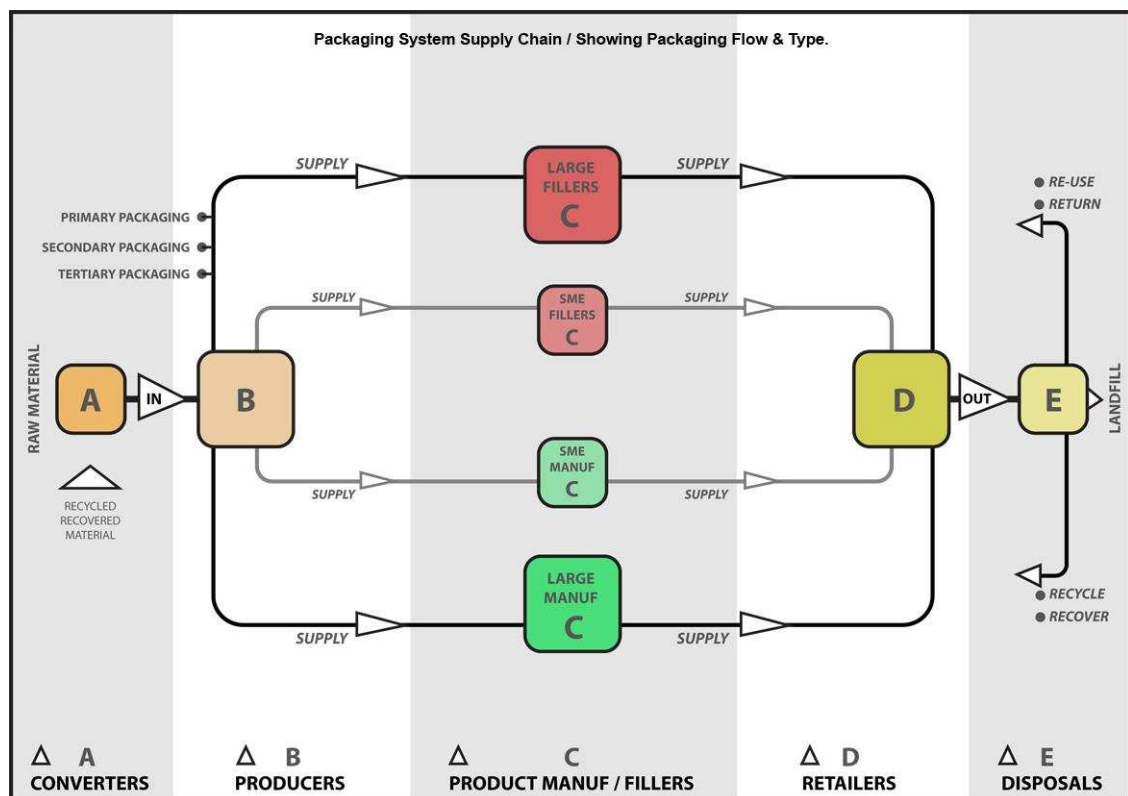 Packaging System Supply Chain / Showing Packaging Flow & Type.
SUPPLY
LARGE
FILLERS
C
SUPPLY
RE-USE
RETURN
PRIMARY PACKAGING
SECONDARY PACKAGING
TERTIARY PACKAGING
SUPPLY
SME
FILLERS
C
SUPPLY
RAW MATERIAL
A
IN
B
D
OUT
E
LANDFILL
RECYCLED
RECOVERED
MATERIAL
SUPPLY
SME
MANUF
C
SUPPLY
SUPPLY
LARGE
MANUF
C
SUPPLY
RECYCLE
RECOVER
A
CONVERTERS
B
PRODUCERS
C
PRODUCT MANUF / FILLERS
D
RETAILERS
E
DISPOSALS